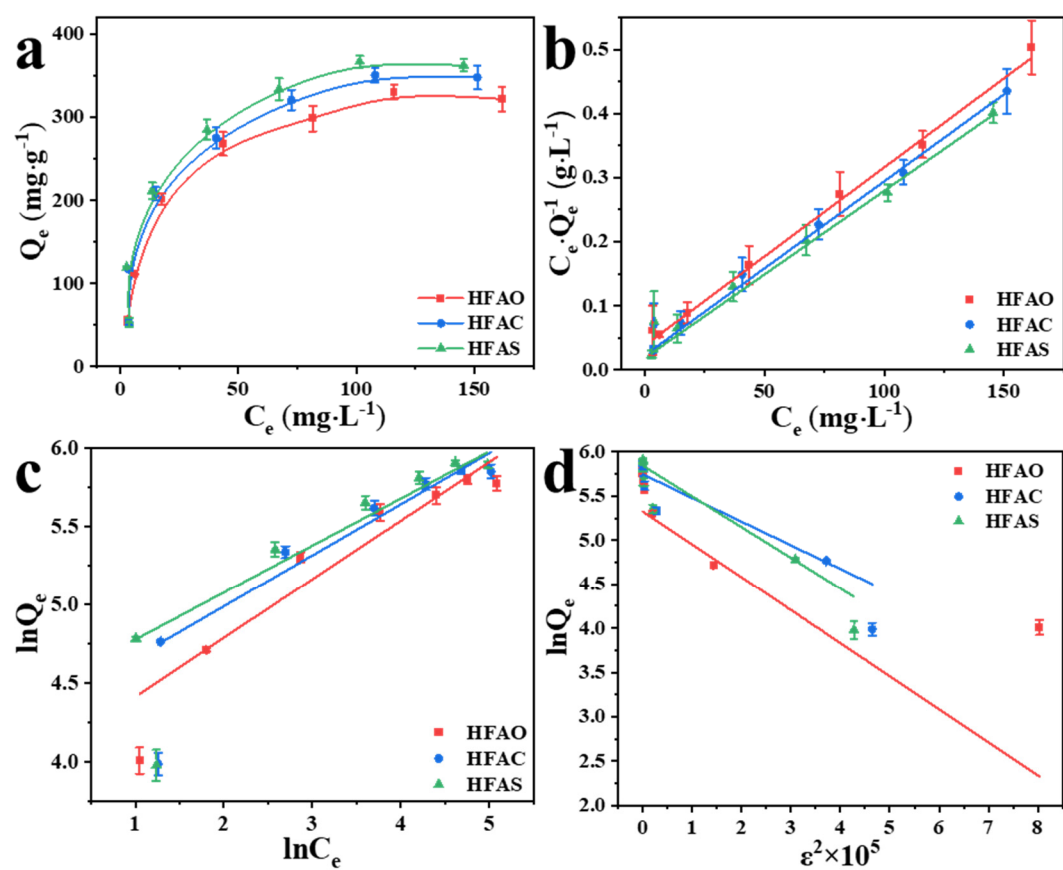 a
400
300
200
100
0
Qe (mg·g-1)
HFAO
HFAC
HFAS
0 50 100 150
Ce (mg·L-1)
b
0.5
0.4
0.3
0.2
0.1
0.0
Ce·Qe-1 (g·L-1)
HFAO
HFAC
HFAS
50 100 150
Ce (mg·L-1)
c
6.0
5.5
5.0
4.5
4.0
lnQe
HFAO
HFAC
HFAS
1 2 3 4 5
lnCe
d
6.0
5.5
5.0
4.5
4.0
3.5
3.0
2.5
2.0
lnQe
HFAO
HFAC
HFAS
0 1 2 3 4 5 6 7 8
ε2×105